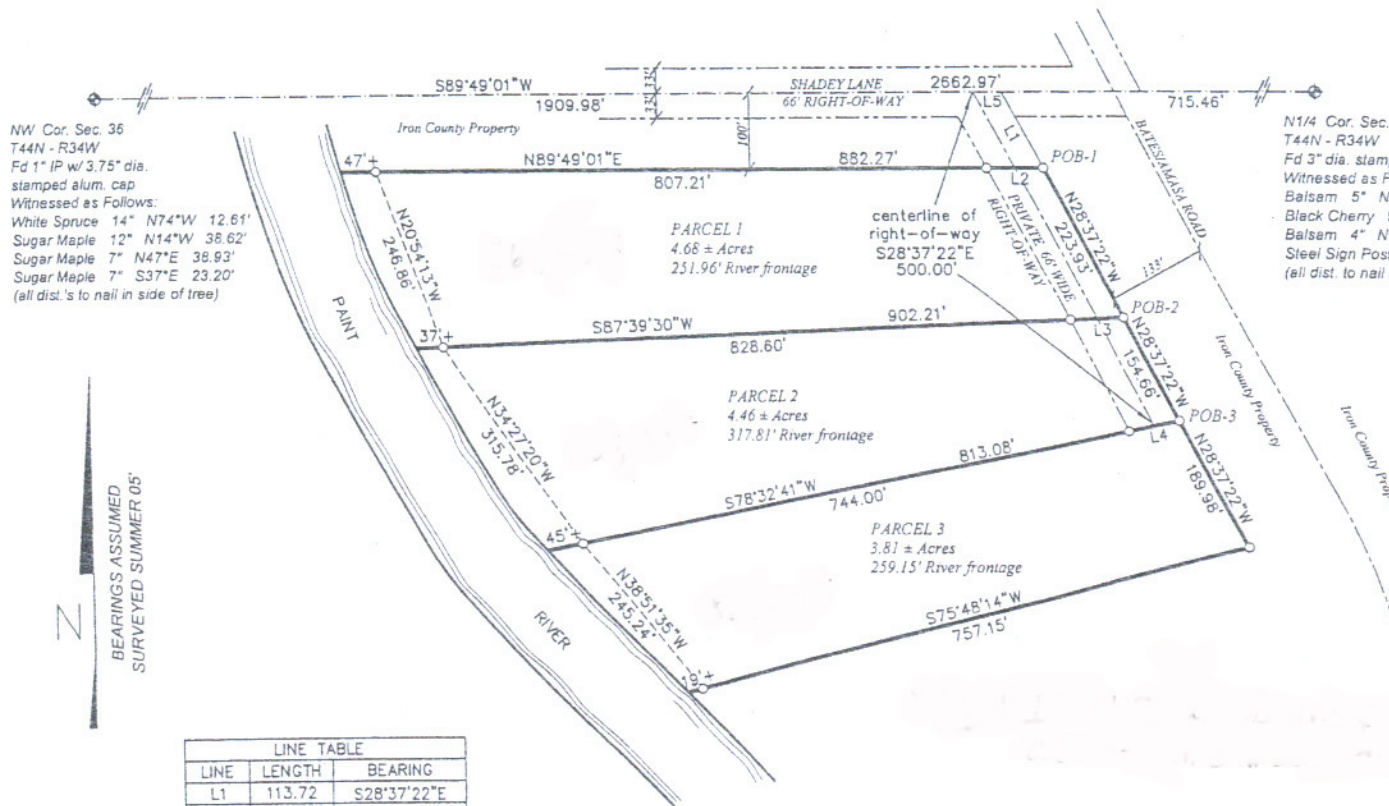 S89°49'01"W
1909.98'
33'
33'
SHADEY LANE
66' RIGHT-OF-WAY
2662.97'
715.46'
L5
L1
100'
Iron County Property
NW Cor. Sec. 36
T44N - R34W
Fd 1" IP w/ 3.75" dia.
stamped alum. cap
Witnessed as Follows:
White Spruce 14" N74°W 12.61'
Sugar Maple 12" N14°W 38.62'
Sugar Maple 7" N47°E 38.93'
Sugar Maple 7" S37°E 23.20'
(all dist.'s to nail in side of tree)
N1/4 Cor. Sec.
T44N - R34W
Fd 3" dia. stam
Witnessed as F
Balsam 5" N
Black Cherry
Balsam 4" N
Steel Sign Post
(all dist. to nail
47'±
N89°49'01"E
882.27'
807.21'
L2
POB-1
BATES/AMASA ROAD
N20°54'13"W
246.86'
PARCEL 1
4.68 ± Acres
251.96' River frontage
centerline of
right-of-way
S28°37'22"E
500.00'
PRIVATE 66' WIDE
RIGHT-OF-WAY
223.93'
N28°37'22"W
133'
PAINT
37'±
S87°39'30"W
902.21'
828.60'
L3
POB-2
N28°37'22"W
154.66'
Iron County Property
N34°27'20"W
315.78'
PARCEL 2
4.46 ± Acres
317.81' River frontage
POB-3
L4
Iron County Prop
813.08'
S78°32'41"W
744.00'
N28°37'22"W
189.98'
45'±
PARCEL 3
3.81 ± Acres
259.15' River frontage
N38°51'35"W
245.24'
S75°48'14"W
757.15'
19'±
RIVER
N
BEARINGS ASSUMED
SURVEYED SUMMER 05'
LINE TABLE
LINE LENGTH BEARING
L1 113.72 S28°37'22"E